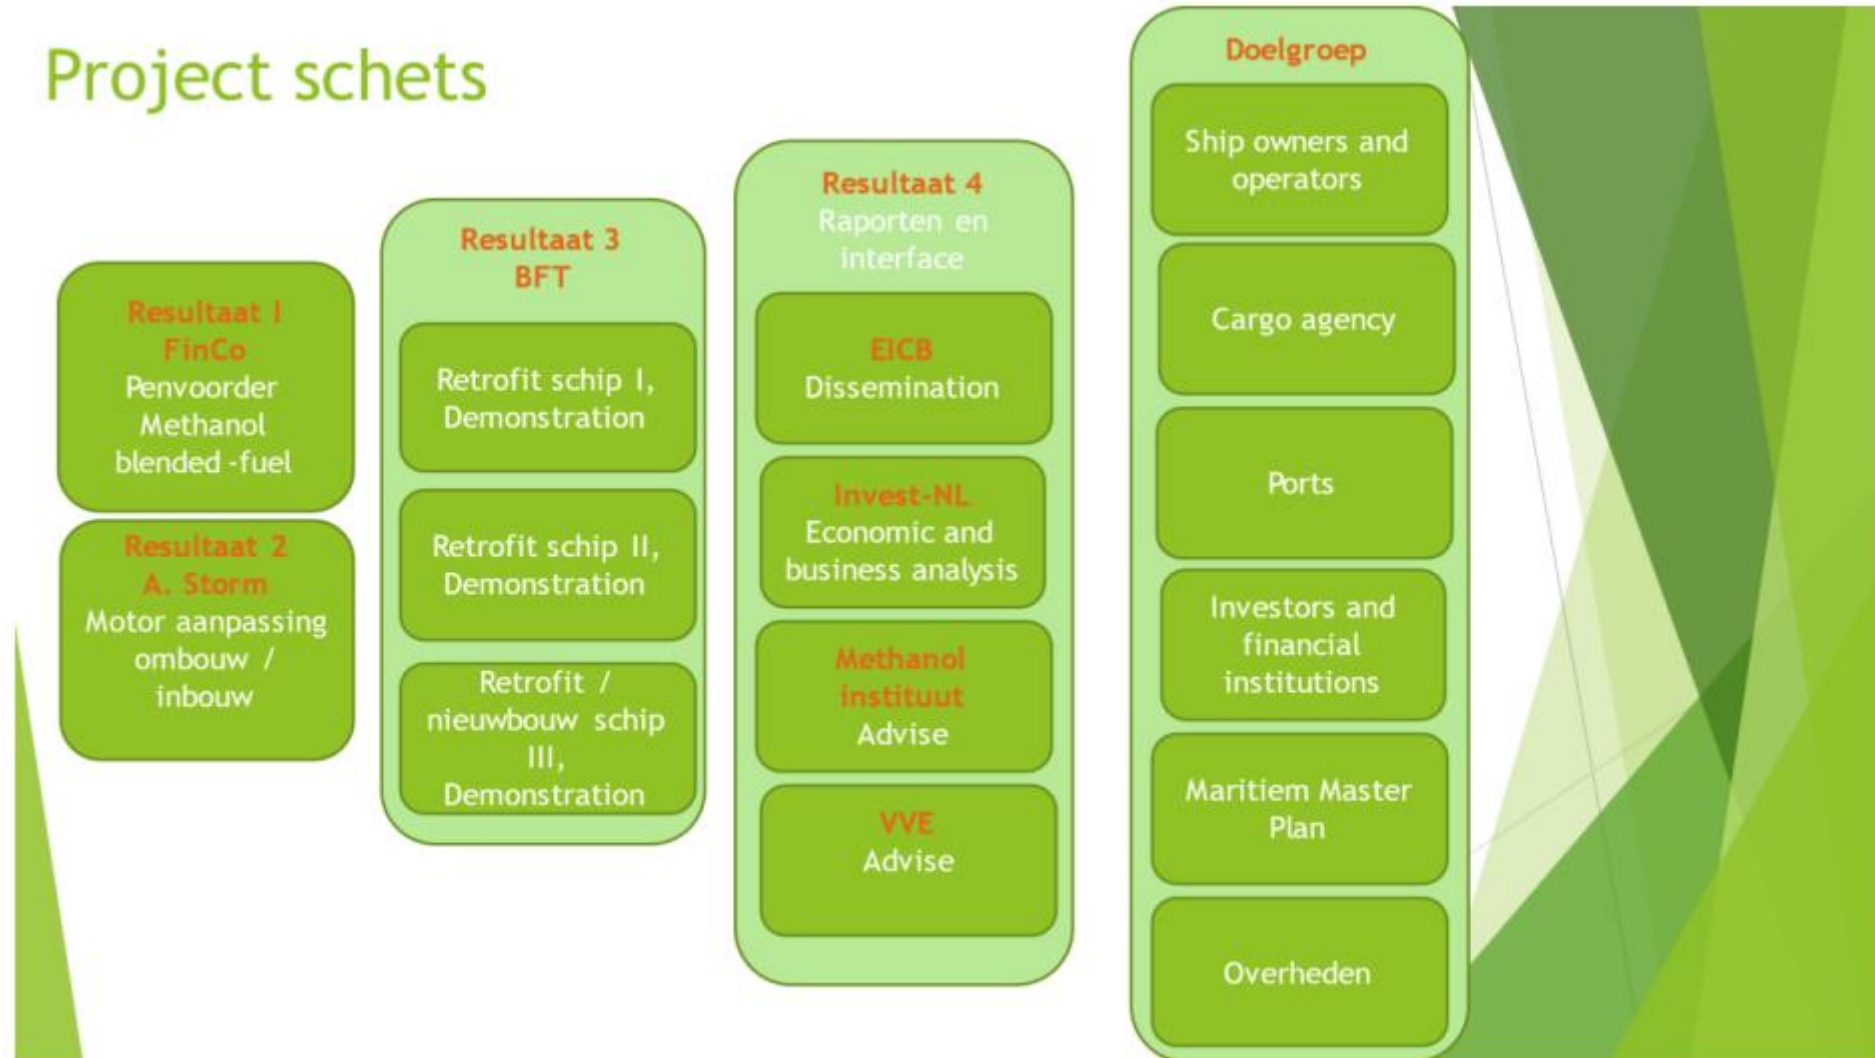 Project schets
Resultaat I
FinCo
Penvoorder
Methanol
blended -fuel
Resultaat 2
A. Storm
Motor aanpassing
ombouw /
inbouw
Resultaat 3
BFT
Retrofit schip I,
Demonstration
Retrofit schip II,
Demonstration
Retrofit /
nieuwbouw schip
III,
Demonstration
Resultaat 4
Raporten en
interface
EICB
Dissemination
Invest-NL
Economic and
business analysis
Methanol
instituut
Advise
VVE
Advise
Doelgroep
Ship owners and
operators
Cargo agency
Ports
Investors and
financial
institutions
Maritiem Master
Plan
Overheden